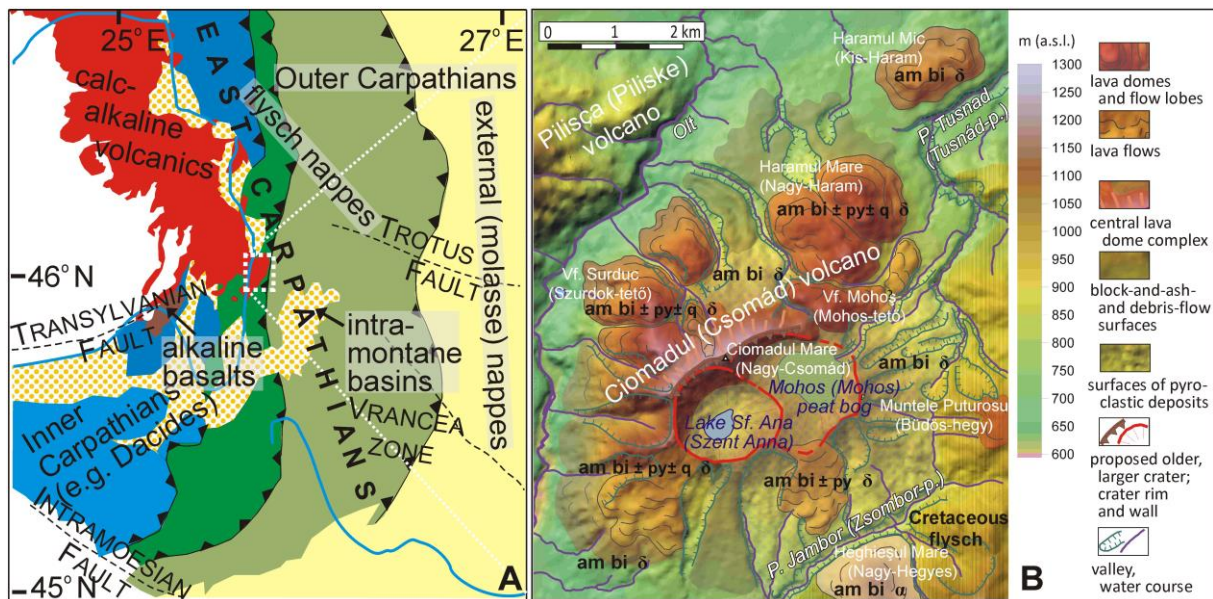 25°E
27°E
EAST CARPATHIANS
calc-
alkaline
volcanics
flysch nappes
Outer Carpathians
external (molasse) nappes
TROTUS
FAULT
46°N
TRANSYLVANIAN
FAULT
alkaline
basalts
intra-
montane
basins
VRANCEA
ZONE
Inner
Carpathians
(e.g. Dacides)
INTRAMOESIAN
FAULT
45°N
A
0 1 2 km
Haramul Mic
(Kis-Haram)
am bi δ
Pilisca (Piliske)
volcano
Olt
P. Tusnad
(Tusnád-p.)
Haramul Mare
(Nagy-Haram)
am bi ± py ± q δ
am bi δ
Vf. Surduc
(Szurdok-tető)
am bi ± py ± q δ
Ciomadul (Csomád) volcano
Vf. Mohoş
(Mohos-tető)
Ciomadul Mare
(Nagy-Csomád)
am bi δ
Mohos (Mohos)
peat bog
Muntele Puturosu
(Büdös-hegy)
Lake Sf. Ana
(Szent Anna)
am bi ± py ± q δ
am bi ± py δ
P. Jambor (Zsombor-p.)
Cretaceous
flysch
am bi δ
Heghieşul Mare
(Nagy-Hegyes)
am bi α
B
m (a.s.l.)
1300
1250
1200
1150
1100
1050
1000
950
900
850
800
750
700
650
600
lava domes
and flow lobes
lava flows
central lava
dome complex
block-and-ash-
and debris-flow
surfaces
surfaces of pyro-
clastic deposits
proposed older,
larger crater;
crater rim
and wall
valley,
water course